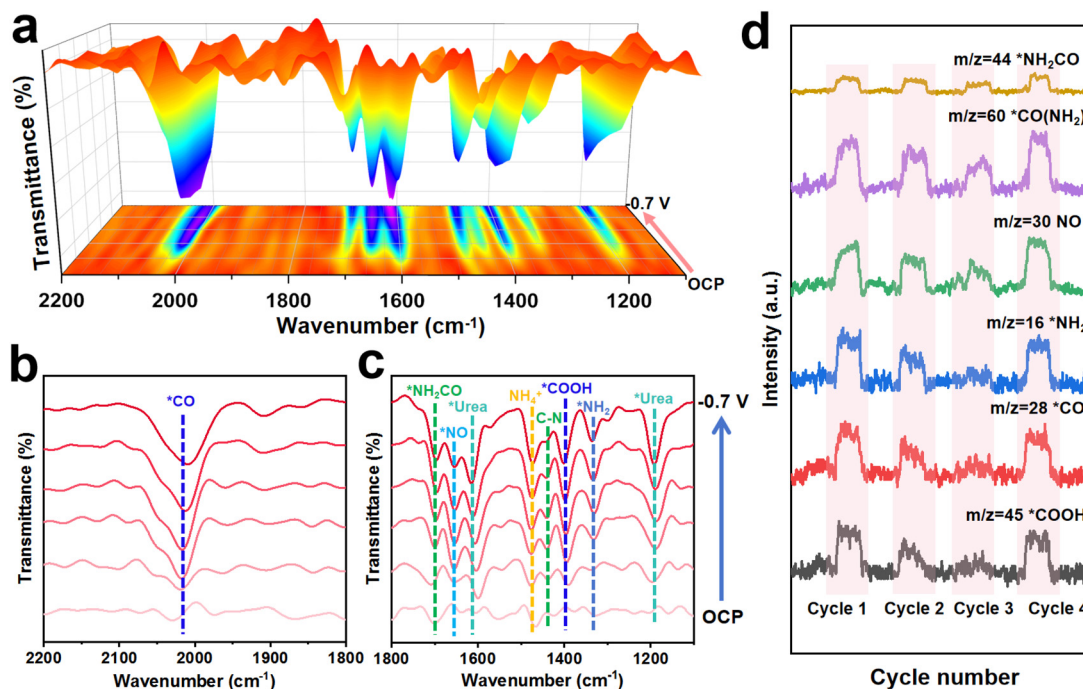 a
Transmittance (%)
-0.7 V
OCP
2200 2000 1800 1600 1400 1200
Wavenumber (cm⁻¹)
b
*CO
Transmittance (%)
2200 2100 2000 1900 1800
Wavenumber (cm⁻¹)
c
*NH₂CO
*NO
*Urea
NH₄⁺
C-N
*COOH
*NH₂
*Urea
-0.7 V
OCP
Transmittance (%)
1800 1600 1400 1200 1100
Wavenumber (cm⁻¹)
d
m/z=44 *NH₂CO
m/z=60 *CO(NH₂)
m/z=30 NO
m/z=16 *NH₂
m/z=28 *CO
m/z=45 *COOH
Intensity (a.u.)
Cycle 1 Cycle 2 Cycle 3 Cycle 4
Cycle number